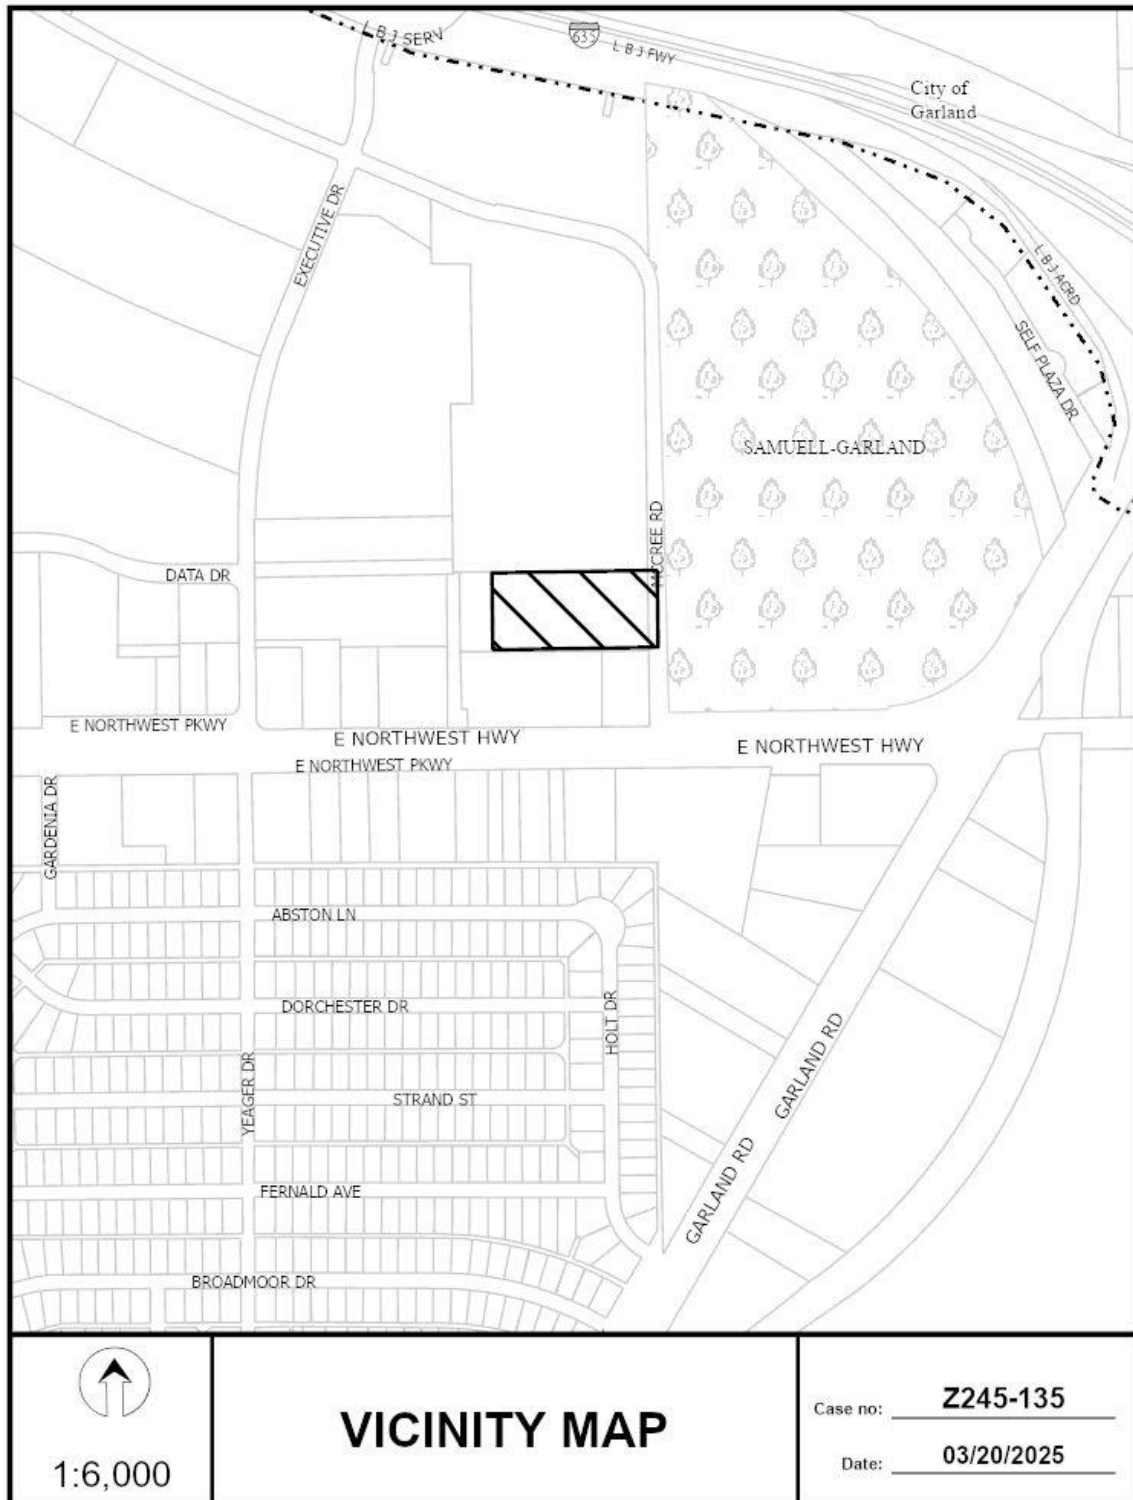 L B J SERV
635
L B J FWY
City of
Garland
EXECUTIVE DR
L B J ACRD
SELF PLAZA DR
SAMUELL-GARLAND
MCCREE RD
DATA DR
E NORTHWEST PKWY
E NORTHWEST HWY
E NORTHWEST HWY
E NORTHWEST PKWY
GARDENIA DR
ABSTON LN
DORCHESTER DR
HOLT DR
GARLAND RD
YEAGER DR
STRAND ST
GARLAND RD
FERNALD AVE
BROADMOOR DR
1:6,000
VICINITY MAP
Case no: Z245-135
Date: 03/20/2025